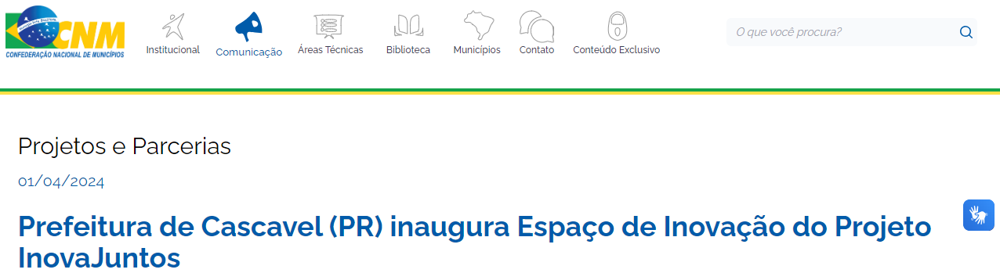 CNM
CONFEDERAÇÃO NACIONAL DE MUNICÍPIOS
Institucional
Comunicação
Áreas Técnicas
Biblioteca
Municípios
Contato
Conteúdo Exclusivo
O que você procura?
Projetos e Parcerias
01/04/2024
Prefeitura de Cascavel (PR) inaugura Espaço de Inovação do Projeto
InovaJuntos